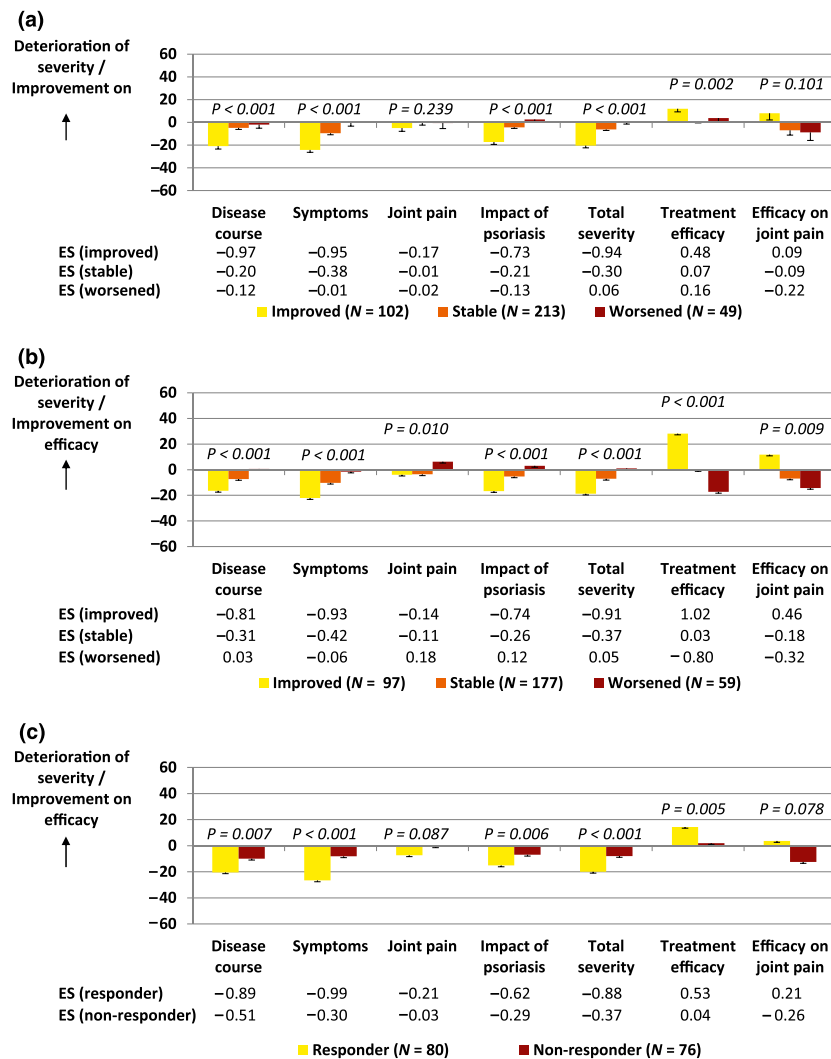 (a)
Deterioration of
severity /
Improvement on
60
40
20
0
−20
−40
−60
P < 0.001 P < 0.001 P = 0.239 P < 0.001 P < 0.001 P = 0.002 P = 0.101
Disease course Symptoms Joint pain Impact of psoriasis Total severity Treatment efficacy Efficacy on joint pain
ES (improved) −0.97 −0.95 −0.17 −0.73 −0.94 0.48 0.09
ES (stable) −0.20 −0.38 −0.01 −0.21 −0.30 0.07 −0.09
ES (worsened) −0.12 −0.01 −0.02 −0.13 0.06 0.16 −0.22
Improved (N = 102) Stable (N = 213) Worsened (N = 49)
(b)
Deterioration of
severity /
Improvement on
efficacy
60
40
20
0
−20
−40
−60
P < 0.001 P < 0.001 P = 0.010 P < 0.001 P < 0.001 P < 0.001 P = 0.009
Disease course Symptoms Joint pain Impact of psoriasis Total severity Treatment efficacy Efficacy on joint pain
ES (improved) −0.81 −0.93 −0.14 −0.74 −0.91 1.02 0.46
ES (stable) −0.31 −0.42 −0.11 −0.26 −0.37 0.03 −0.18
ES (worsened) 0.03 −0.06 0.18 0.12 0.05 −0.80 −0.32
Improved (N = 97) Stable (N = 177) Worsened (N = 59)
(c)
Deterioration of
severity /
Improvement on
efficacy
60
40
20
0
−20
−40
−60
P = 0.007 P < 0.001 P = 0.087 P = 0.006 P < 0.001 P = 0.005 P = 0.078
Disease course Symptoms Joint pain Impact of psoriasis Total severity Treatment efficacy Efficacy on joint pain
ES (responder) −0.89 −0.99 −0.21 −0.62 −0.88 0.53 0.21
ES (non-responder) −0.51 −0.30 −0.03 −0.29 −0.37 0.04 −0.26
Responder (N = 80) Non-responder (N = 76)